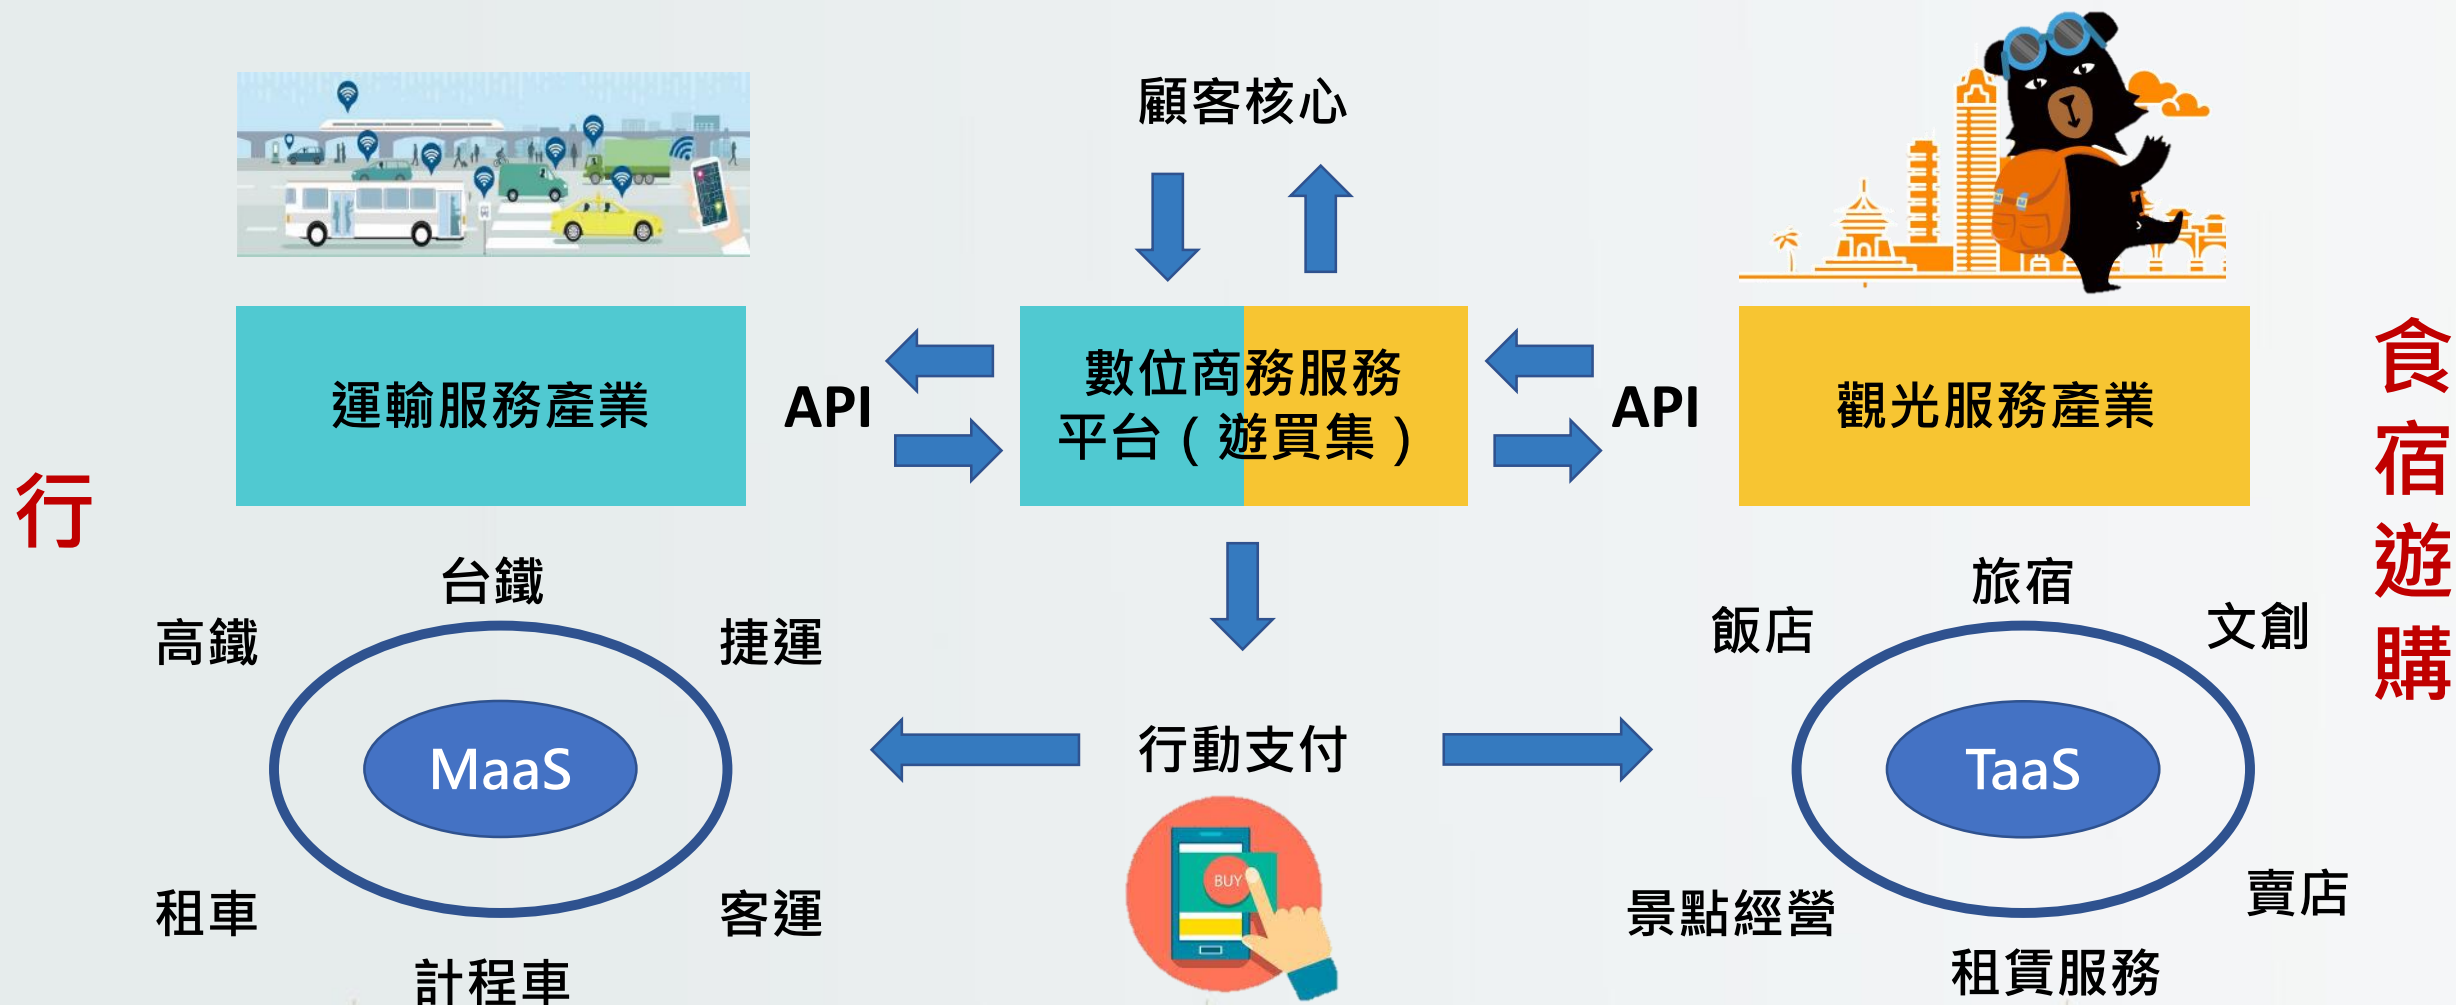 顧客核心
運輸服務產業
API
數位商務服務
平台（遊買集）
API
觀光服務產業
行
食
宿
遊
購
台鐵
高鐵
捷運
MaaS
租車
客運
計程車
行動支付
BUY
旅宿
飯店
文創
TaaS
景點經營
賣店
租賃服務